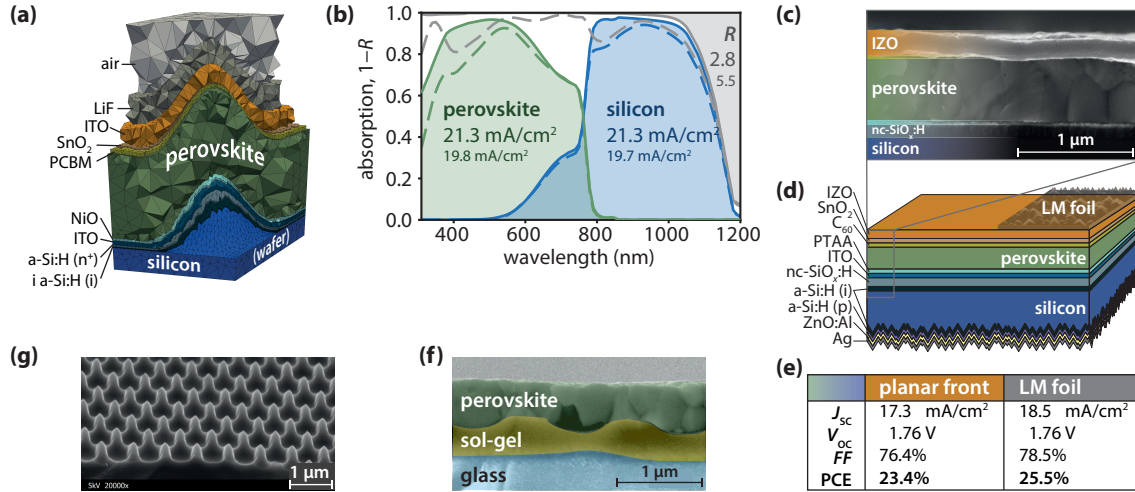 (a)
air
LiF
ITO
SnO2
PCBM
perovskite
NiO
ITO
a-Si:H (n+)
i a-Si:H (i)
silicon
(wafer)
(b)
absorption, 1−R
1.0
0.8
0.6
0.4
0.2
0.0
400
600
800
1000
1200
wavelength (nm)
perovskite
21.3 mA/cm2
19.8 mA/cm2
silicon
21.3 mA/cm2
19.7 mA/cm2
R
2.8
5.5
(c)
IZO
perovskite
nc-SiOx:H
silicon
1 µm
(d)
IZO
SnO2
C60
PTAA
ITO
nc-SiOx:H
a-Si:H (i)
a-Si:H (p)
ZnO:Al
Ag
LM foil
perovskite
silicon
(g)
5kV 20000x
1 µm
(f)
perovskite
sol-gel
glass
1 µm
(e)
planar front LM foil
Jsc 17.3 mA/cm2 18.5 mA/cm2
Voc 1.76 V 1.76 V
FF 76.4% 78.5%
PCE 23.4% 25.5%